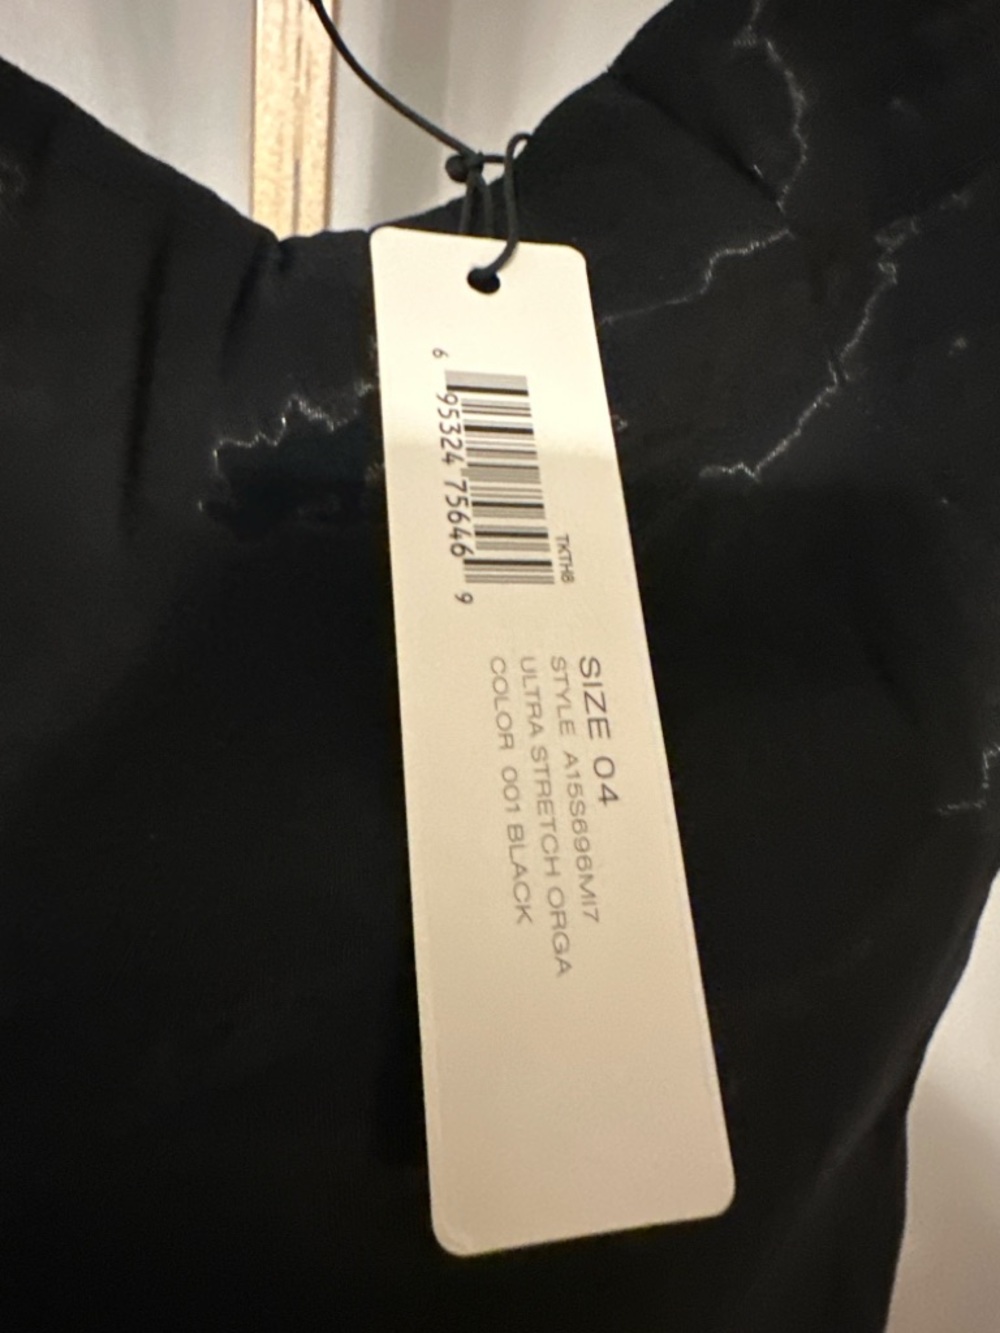 6 95324 75646 9
TKTH8
SIZE 04
STYLE A15S696MI7
ULTRA STRETCH ORGA
COLOR 001 BLACK